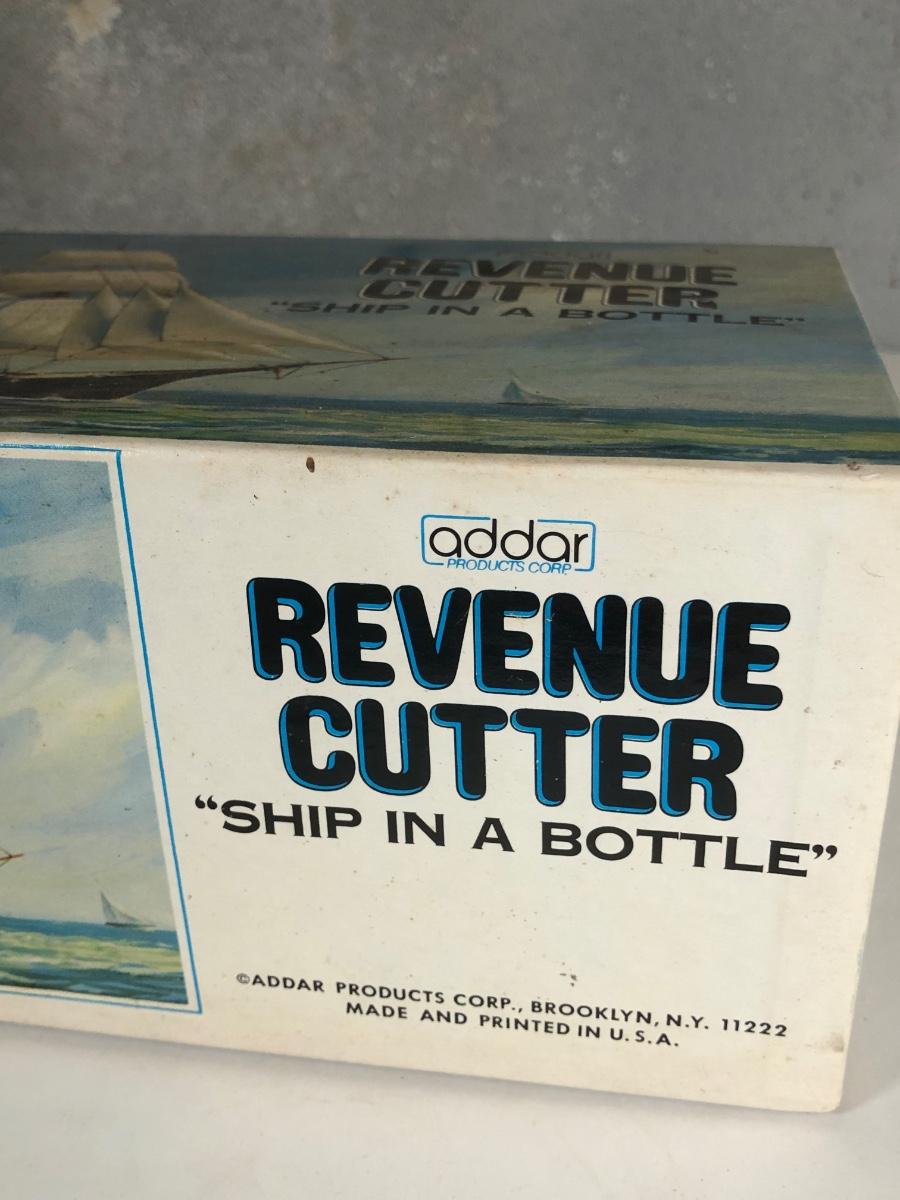 REVENUE
CUTTER
“SHIP IN A BOTTLE”
addar
PRODUCTS CORP.
REVENUE
CUTTER
“SHIP IN A BOTTLE”
©ADDAR PRODUCTS CORP., BROOKLYN, N.Y. 11222
MADE AND PRINTED IN U.S.A.